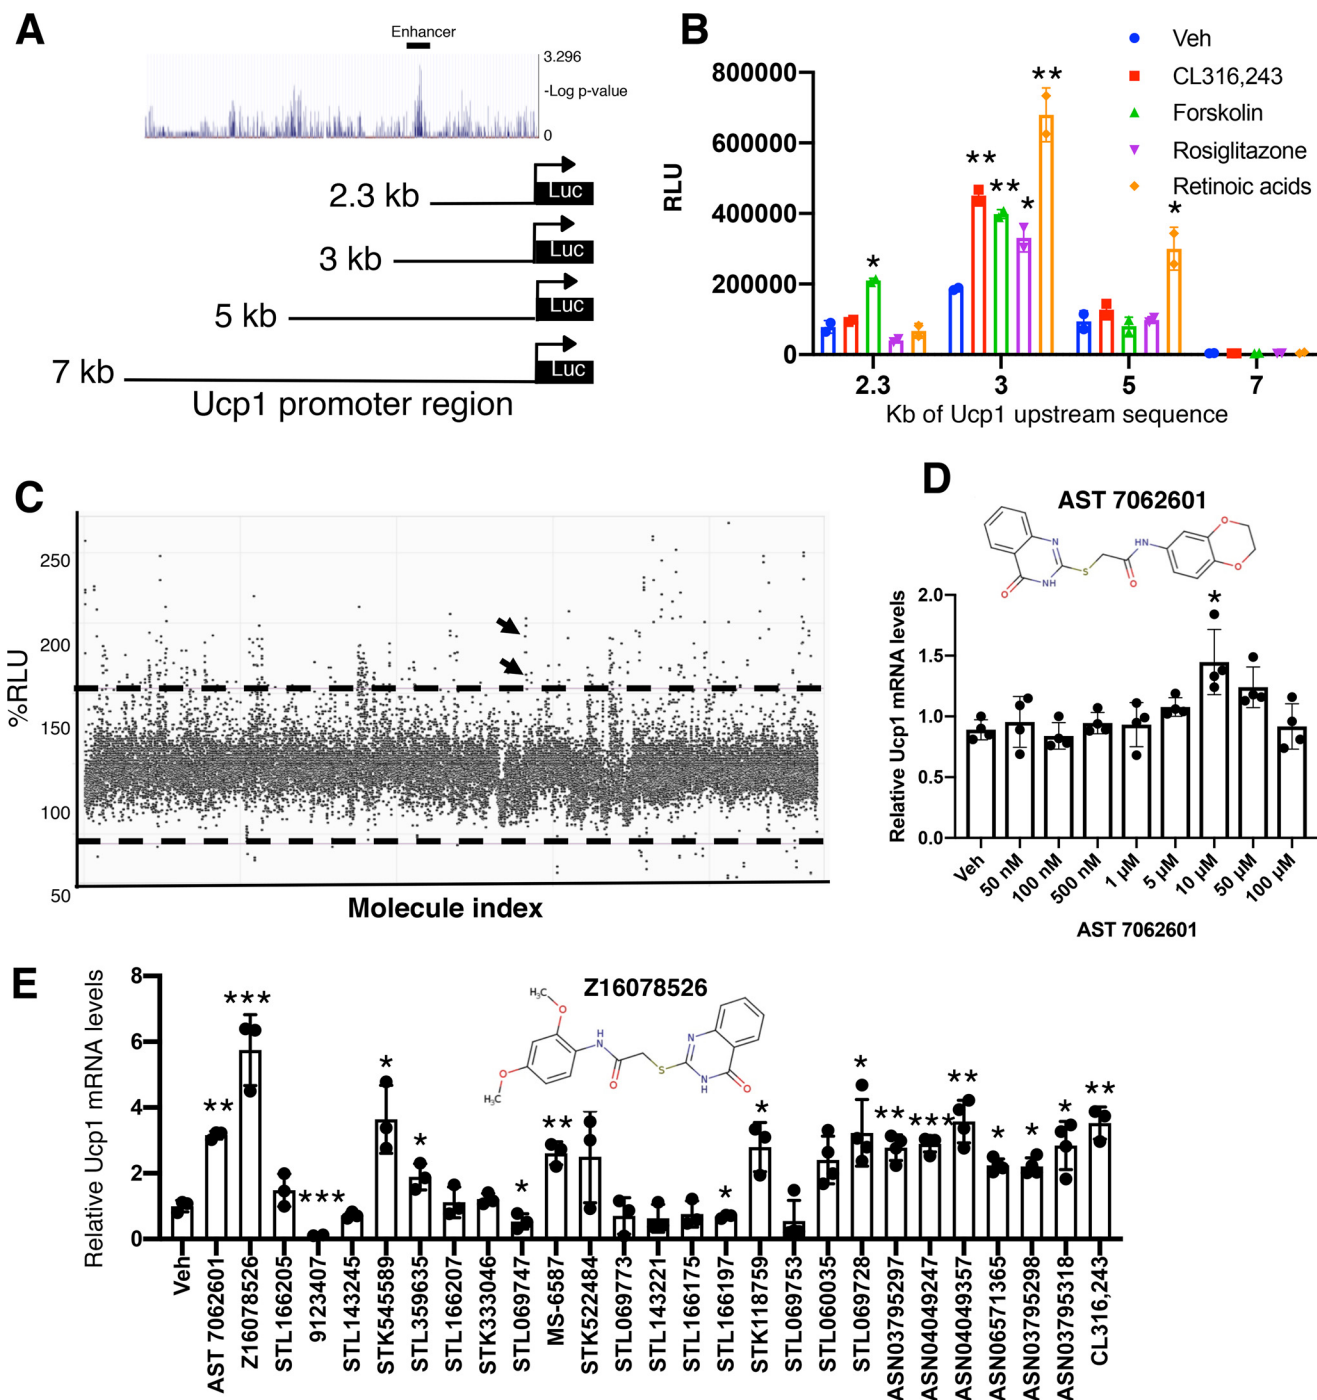 A
Enhancer
3.296
-Log p-value
0
2.3 kb
Luc
3 kb
Luc
5 kb
Luc
7 kb
Luc
Ucp1 promoter region
B
Veh
CL316,243
Forskolin
Rosiglitazone
Retinoic acids
RLU
800000
600000
400000
200000
0
*
**
**
*
**
*
2.3
3
5
7
Kb of Ucp1 upstream sequence
C
%RLU
250
200
150
100
50
Molecule index
D
AST 7062601
N
NH
O
S
O
HN
O
O
Relative Ucp1 mRNA levels
2.0
1.5
1.0
0.5
0.0
*
Veh
50 nM
100 nM
500 nM
1 µM
5 µM
10 µM
50 µM
100 µM
AST 7062601
E
Relative Ucp1 mRNA levels
8
6
4
2
0
Z16078526
H₃C
O
H
N
O
S
N
N
H
O
O
H₃C
**
***
***
*
*
*
**
*
*
*
**
***
**
*
*
*
**
Veh
AST 7062601
Z16078526
STL166205
9123407
STL143245
STK545589
STL359635
STL166207
STK333046
STL069747
MS-6587
STK522484
STL069773
STL143221
STL166175
STL166197
STK118759
STL069753
STL060035
STL069728
ASN03795297
ASN04049247
ASN04049357
ASN06571365
ASN03795298
ASN03795318
CL316,243